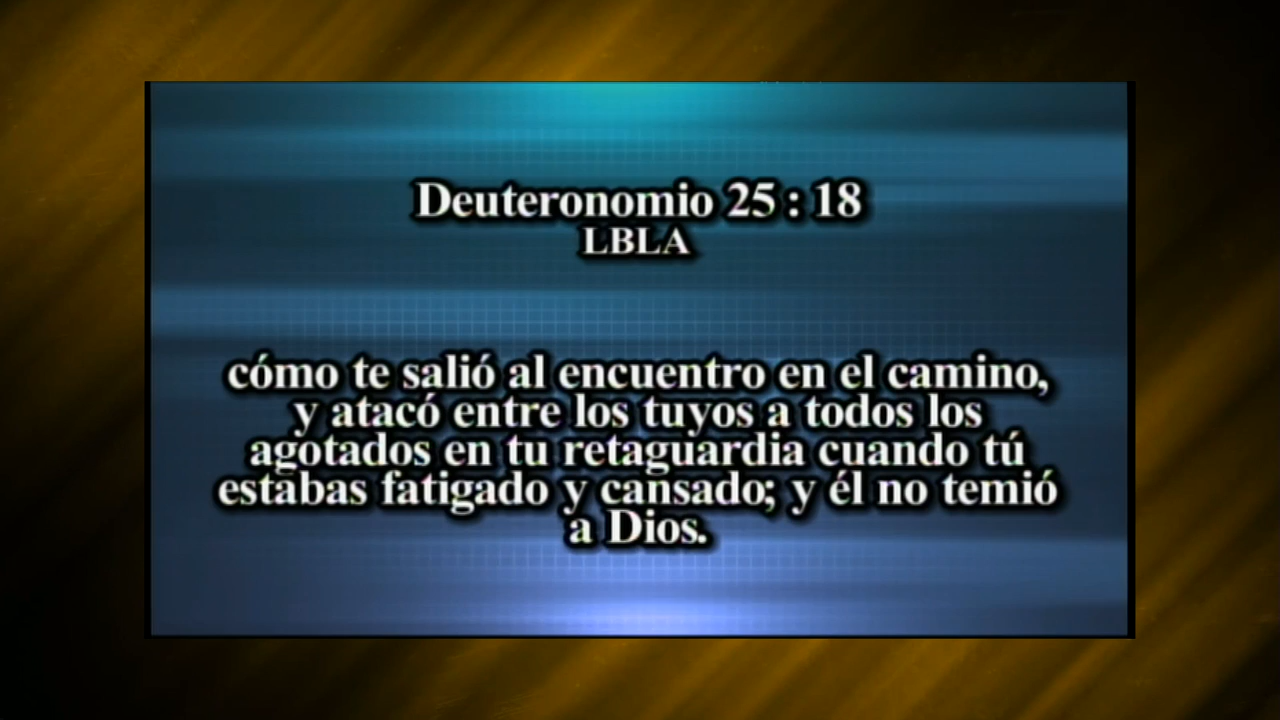 Deuteronomio 25 : 18
LBLA
cómo te salió al encuentro en el camino,
y atacó entre los tuyos a todos los
agotados en tu retaguardia cuando tú
estabas fatigado y cansado; y él no temió
a Dios.